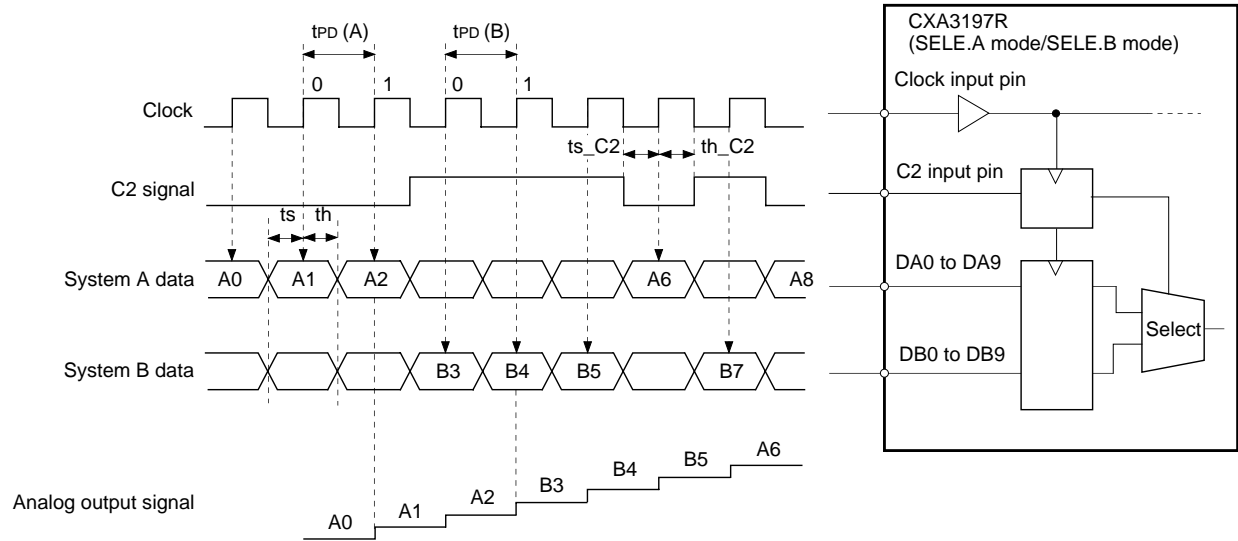 tPD (A)
tPD (B)
0
1
0
1
Clock
ts_C2
th_C2
C2 signal
ts
th
System A data
A0
A1
A2
A6
A8
System B data
B3
B4
B5
B7
Analog output signal
A0
A1
A2
B3
B4
B5
A6
CXA3197R
(SELE.A mode/SELE.B mode)
Clock input pin
C2 input pin
DA0 to DA9
Select
DB0 to DB9